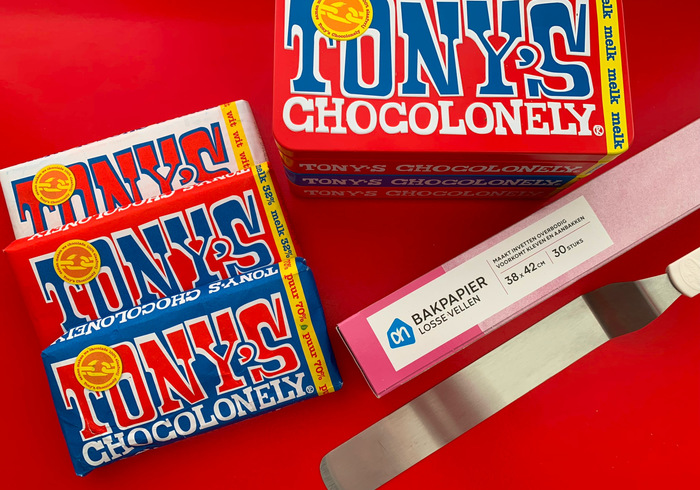 TONY'S
CHOCOLONELY
melk melk melk
TONY'S CHOCOLONELY
TONY'S CHOCOLONELY
TONY'S CHOCOLONELY
wit wit wit
TONY'S
CHOCOLONELY
melk 32% melk 32%
TONY'S
CHOCOLONELY
puur 70% puur 70%
TONY'S
CHOCOLONELY
MAAKT INVETTEN OVERBODIG
VOORKOMT KLEVEN EN AANBAKKEN
38 x 42 CM
30 STUKS
BAKPAPIER
LOSSE VELLEN